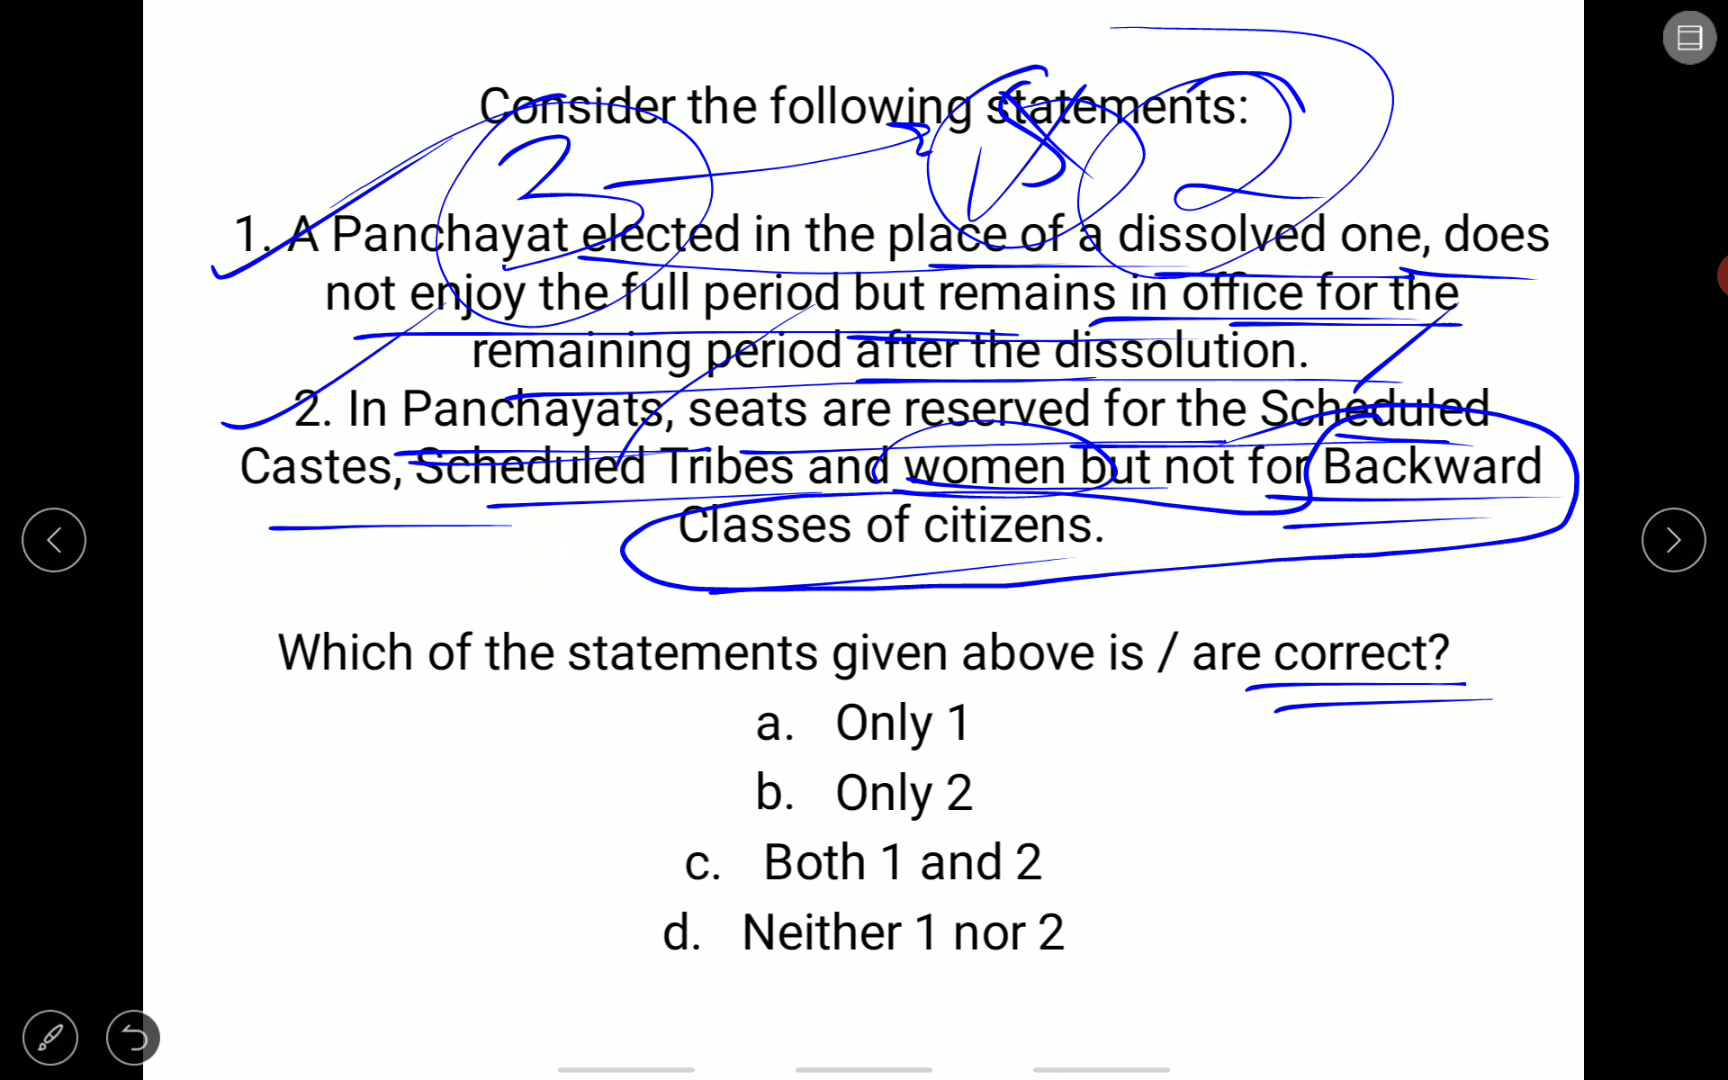 Consider the following statements:
3
18
2
1. A Panchayat elected in the place of a dissolved one, does
not enjoy the full period but remains in office for the
remaining period after the dissolution.
2. In Panchayats, seats are reserved for the Scheduled
Castes, Scheduled Tribes and women but not for Backward
Classes of citizens.
Which of the statements given above is / are correct?
a. Only 1
b. Only 2
c. Both 1 and 2
d. Neither 1 nor 2